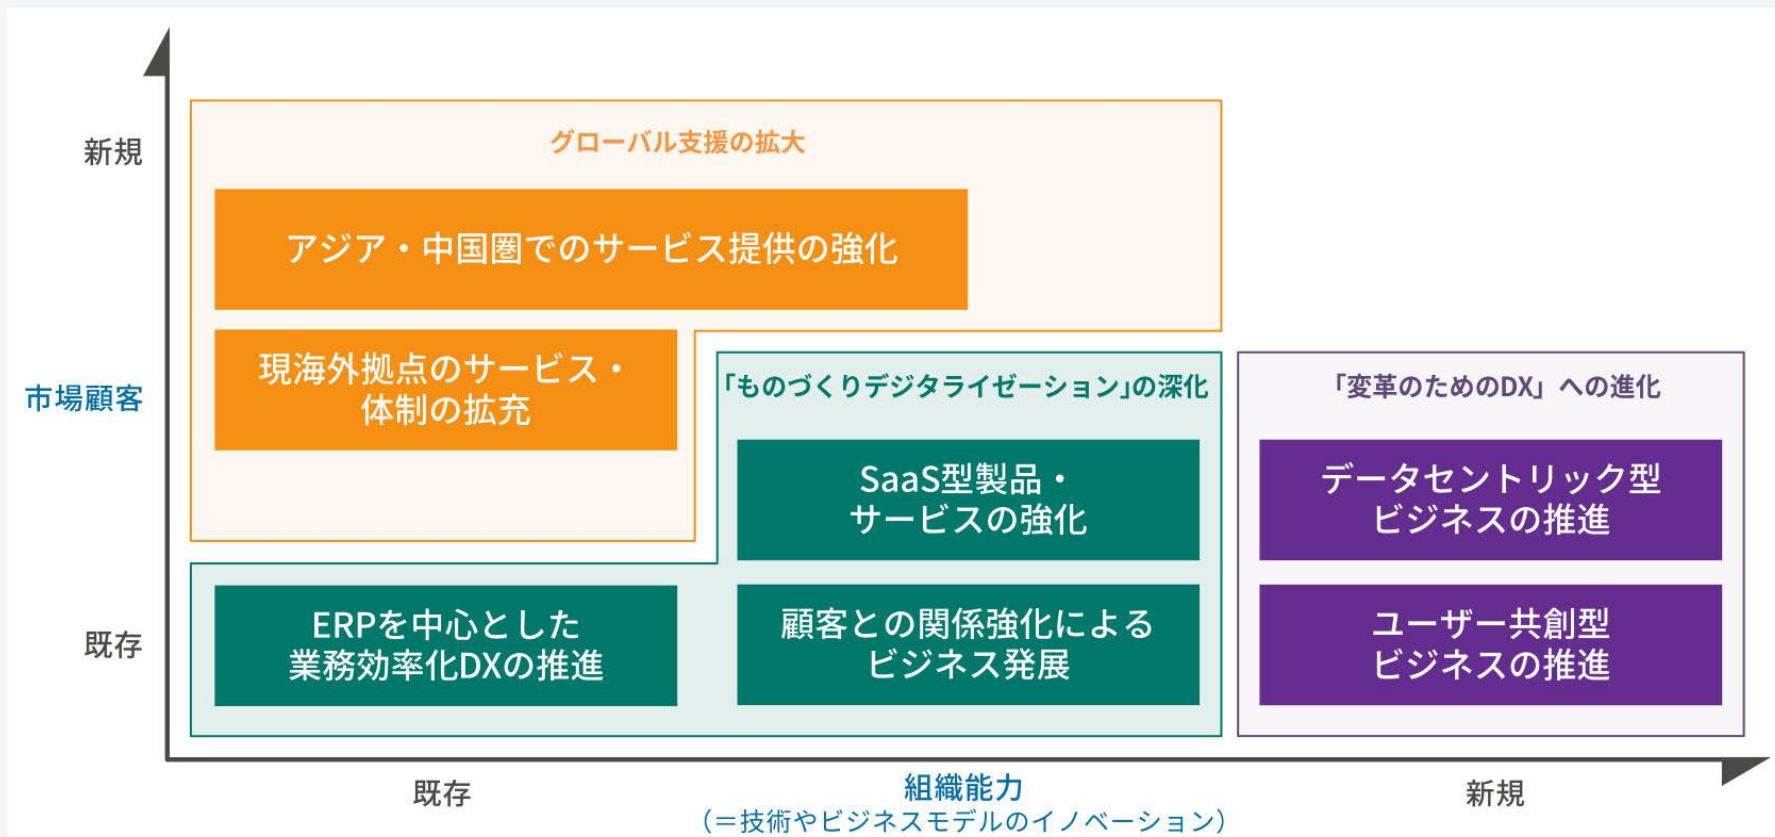 新規
グローバル支援の拡大
アジア・中国圏でのサービス提供の強化
現海外拠点のサービス・
体制の拡充
市場顧客
「ものづくりデジタライゼーション」の深化
SaaS型製品・
サービスの強化
「変革のためのDX」への進化
データセントリック型
ビジネスの推進
既存
ERPを中心とした
業務効率化DXの推進
顧客との関係強化による
ビジネス発展
ユーザー共創型
ビジネスの推進
既存
組織能力
（＝技術やビジネスモデルのイノベーション）
新規